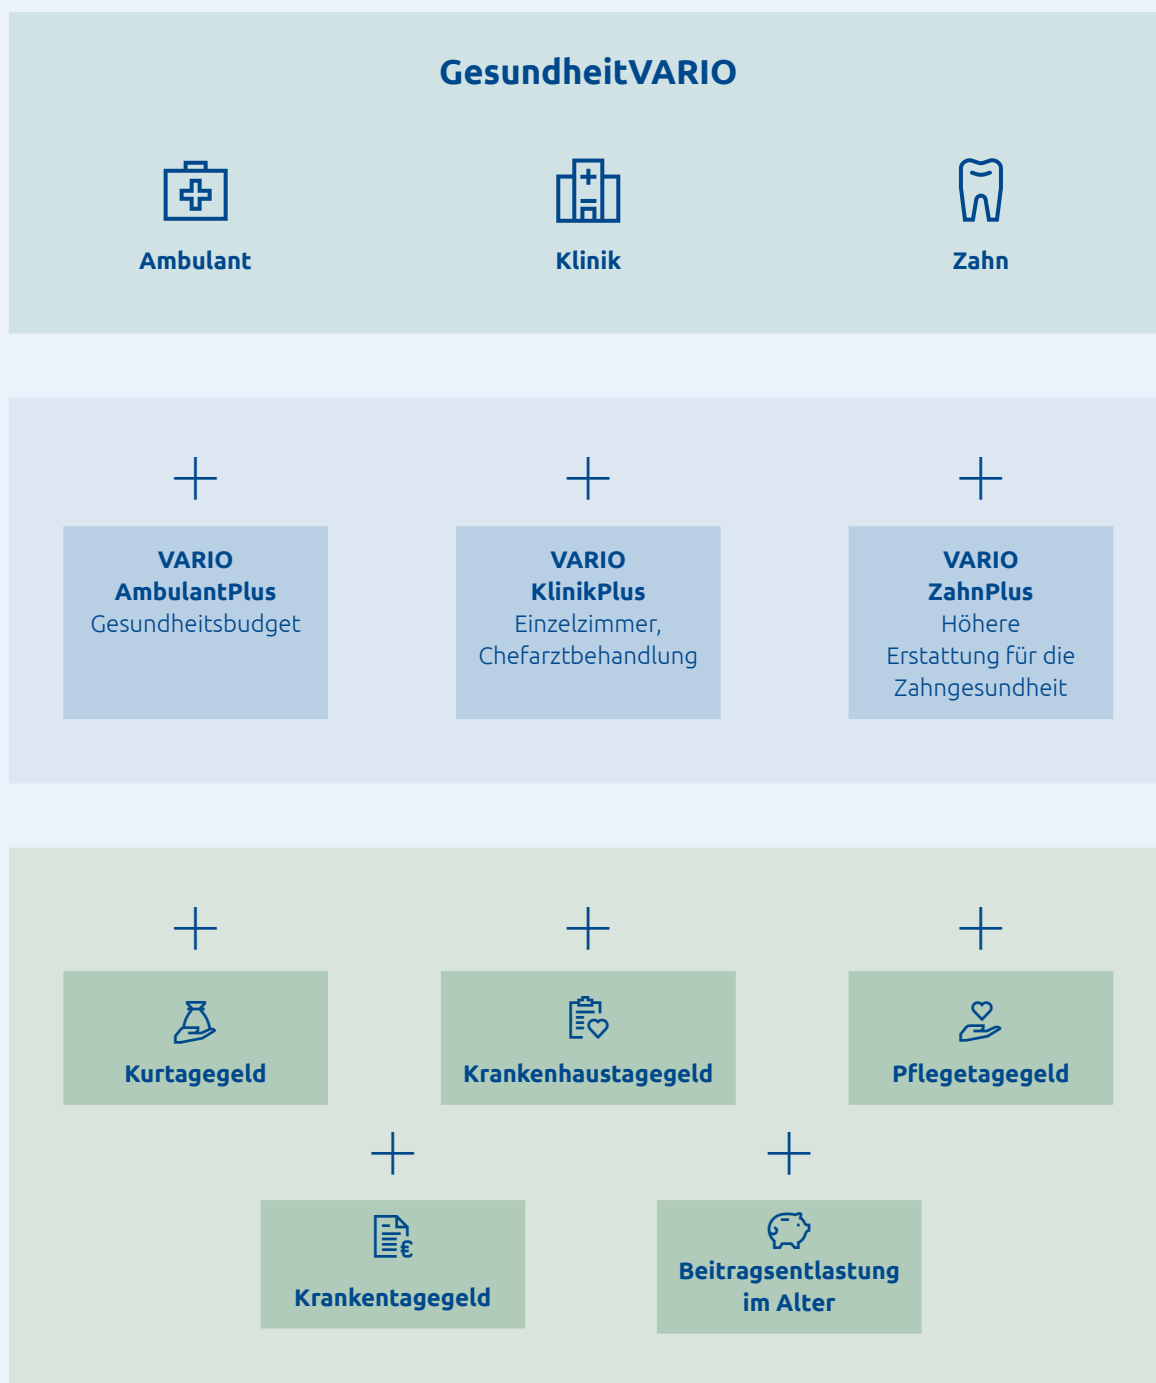 GesundheitVARIO
Ambulant
Klinik
Zahn
VARIO
AmbulantPlus
Gesundheitsbudget
VARIO
KlinikPlus
Einzelzimmer,
Chefarztbehandlung
VARIO
ZahnPlus
Höhere
Erstattung für die
Zahngesundheit
Kurtagegeld
Krankenhaustagegeld
Pflegetagegeld
Krankentagegeld
Beitragsentlastung
im Alter